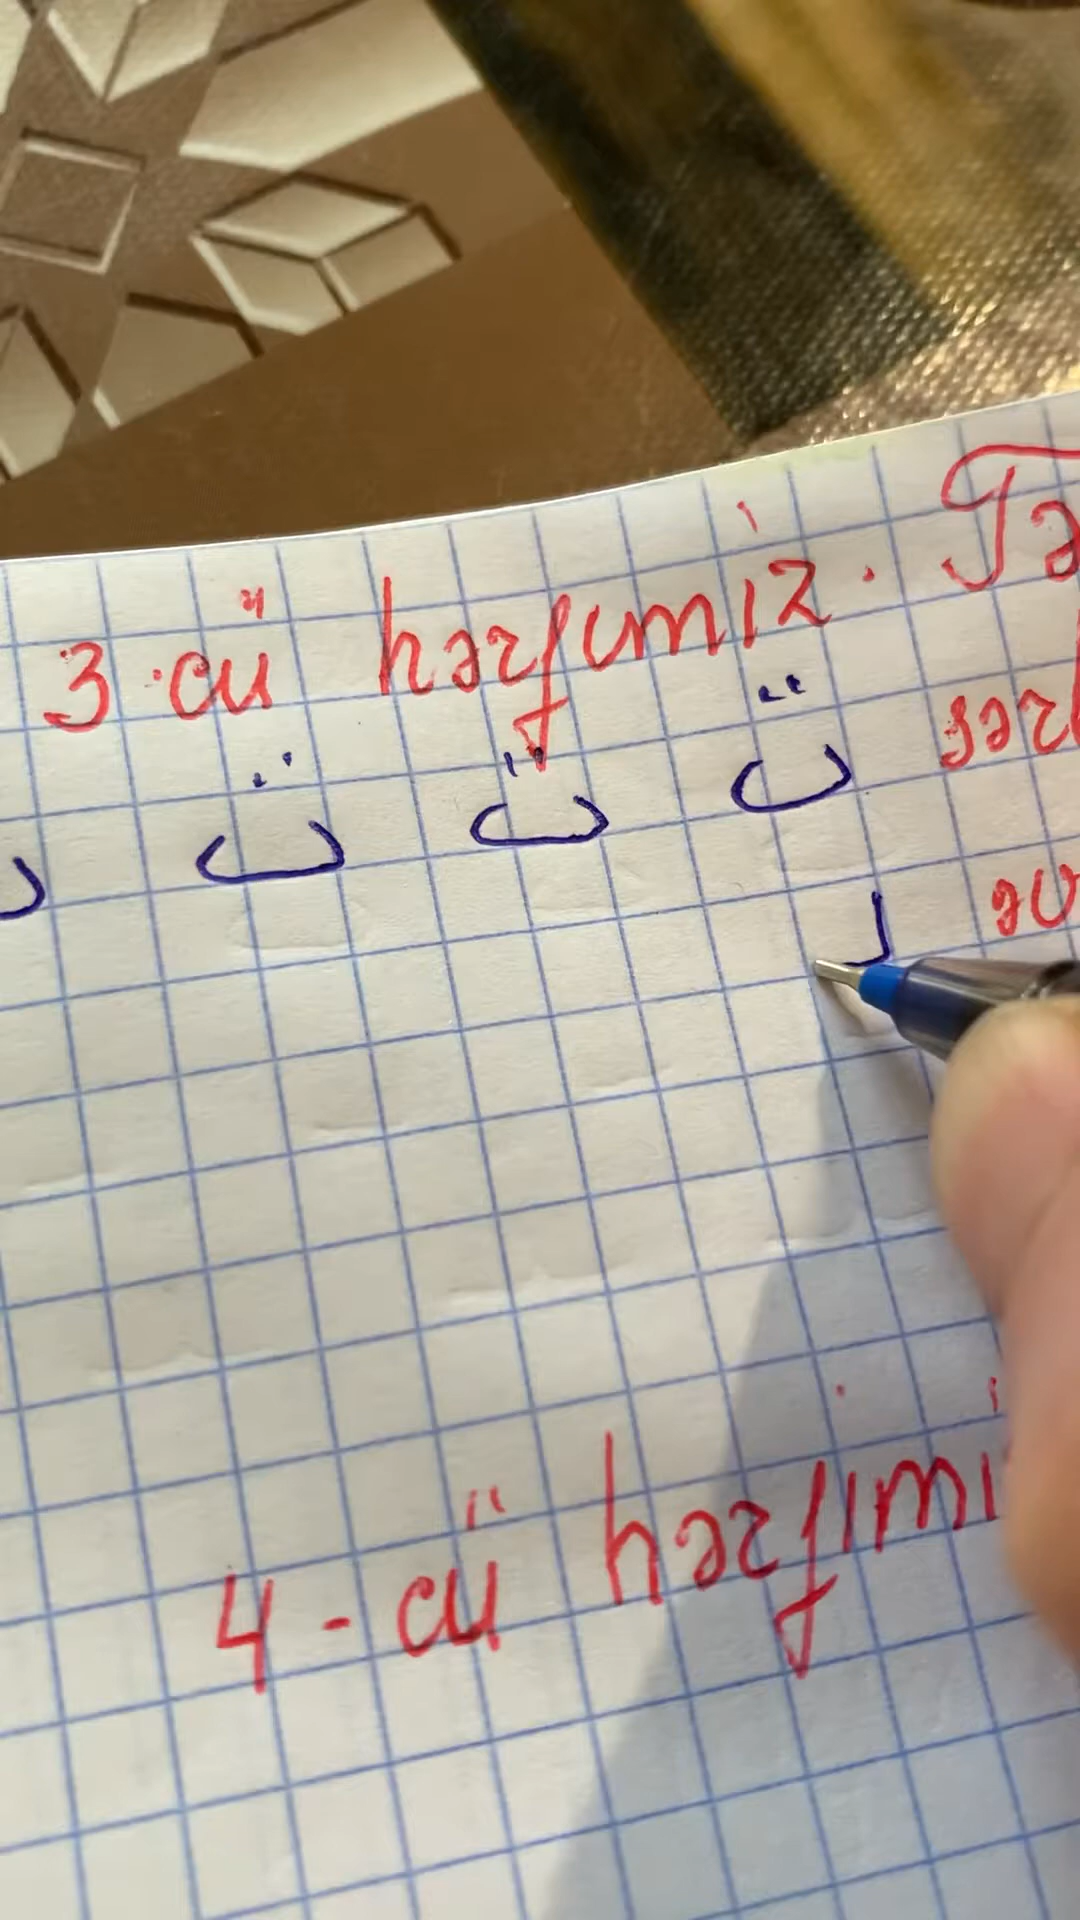 3-cü hərfimiz. Tə
ت ت ت
4-cü hərfimi